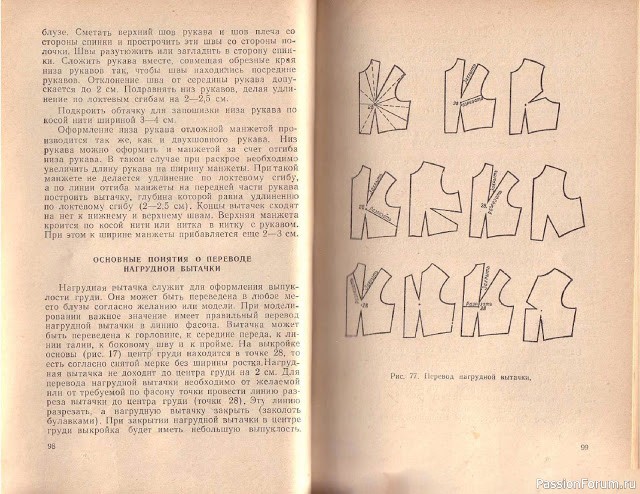 блузе. Сметать верхний шов рукава и шов плеча со
стороны спинки и прострочить эти швы со стороны по-
лочки. Швы разутюжить или загладить в сторону спин-
ки. Сложить рукава вместе, совмещая обрезные края
низа рукавов так, чтобы швы находились посредине
рукавов. Отклонение шва от середины рукава допу-
скается до 2 см. Подравнять низ рукавов, делая удли-
нение по локтевым сгибам на 2—2,5 см.
Подкроить обтачку для запошивки низа рукава по
косой нити шириной 3—4 см.
Оформление низа рукава отложной манжетой про-
изводится так же, как и двухшовного рукава. Низ
рукава можно оформить и манжетой за счет отгиба
низа рукава. В таком случае при раскрое необходимо
увеличить длину рукава на ширину манжеты. При такой
манжете не делается удлинение по локтевому сгибу,
а по линии отгиба манжеты на передней части рукава
построить вытачку, глубина которой равна удлинению
по локтевому сгибу (2—2,5 см). Концы вытачек сходят
на нет к нижнему и верхнему швам. Верхняя манжета
кроится по косой нити или нитка в нитку с рукавом.
При этом к ширине манжеты прибавляется еще 2—3 см.
ОСНОВНЫЕ ПОНЯТИЯ О ПЕРЕВОДЕ
НАГРУДНОЙ ВЫТАЧКИ
Нагрудная вытачка служит для оформления выпук-
лости груди. Она может быть переведена в любое ме-
сто блузы согласно желанию или модели. При модели-
ровании важное значение имеет правильный перевод
нагрудной вытачки в линию фасона. Вытачка может
быть переведена к горловине, к середине переда, к ли-
нии талии, к боковому шву и к пройме. На выкройке
основы (рис. 17) центр груди находится в точке 28, то
есть согласно снятой мерке без ширины ростка. Нагруд-
ная вытачка не доходит до центра груди на 2 см. Для
перевода нагрудной вытачки необходимо от желаемой
или от требуемой по фасону точки провести линию раз-
реза вытачки до центра груди (точки 28). Эту линию
разрезать, а нагрудную вытачку закрыть (заколоть
булавками). При закрытии нагрудной вытачки в центре
груди выкройка будет иметь небольшую выпуклость.
98
28
Разрезать
28
28
Рис. 77. Перевод нагрудной вытачки.
99
PassionForum.ru